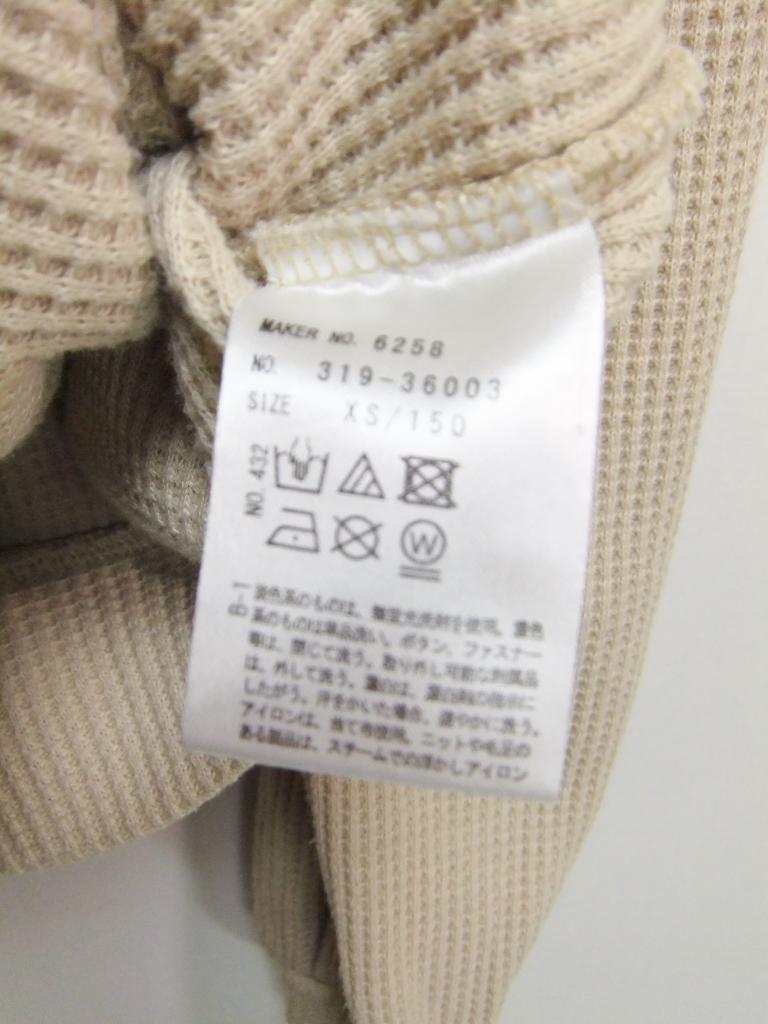 MAKER NO. 6258
NO. 319-36003
SIZE XS/150
NO. 432
W
B-1
淡色系のものは、無蛍光洗剤を使用。濃色
系のものは単品洗い。ボタン、ファスナー
等は、閉じて洗う。取り外し可能な附属品
は、外して洗う。漂白は、漂白剤の指示に
したがう。汗をかいた場合、速やかに洗う。
アイロンは、当て布使用。ニットや毛足の
ある製品は、スチームでの浮かしアイロン